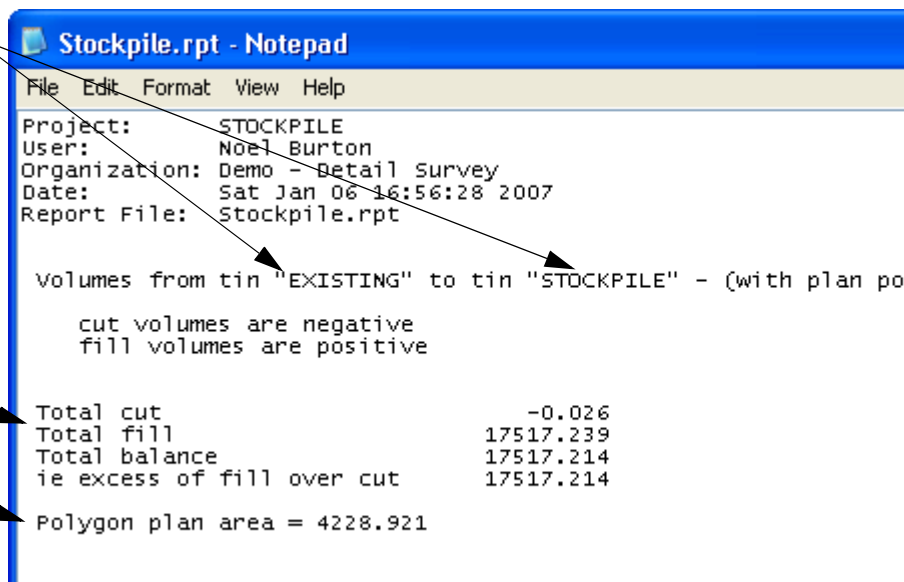 Stockpile.rpt - Notepad
File Edit Format View Help
Project: STOCKPILE
User: Noel Burton
Organization: Demo - Detail Survey
Date: Sat Jan 06 16:56:28 2007
Report File: Stockpile.rpt
Volumes from tin "EXISTING" to tin "STOCKPILE" - (with plan po
cut volumes are negative
fill volumes are positive
Total cut -0.026
Total fill 17517.239
Total balance 17517.214
ie excess of fill over cut 17517.214
Polygon plan area = 4228.921